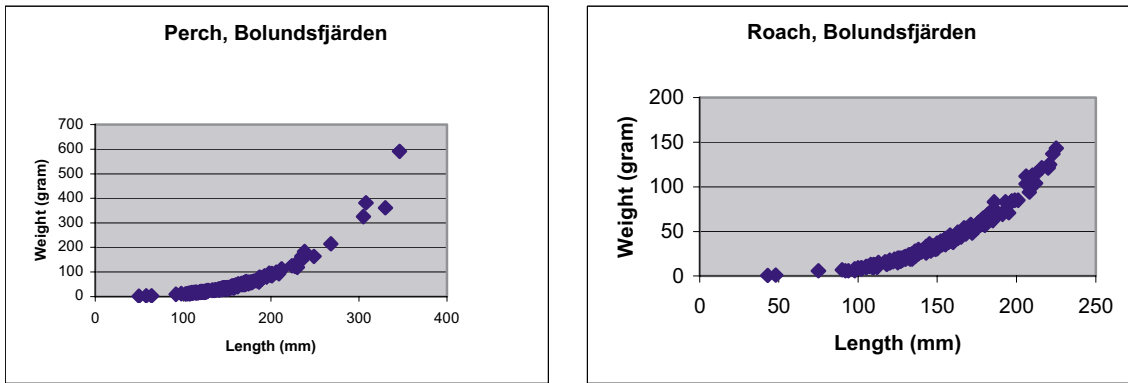 Perch, Bolundsfjärden
700
600
500
400
300
200
100
0
Weight (gram)
0 100 200 300 400
Length (mm)
Roach, Bolundsfjärden
200
150
100
50
0
Weight (gram)
0 50 100 150 200 250
Length (mm)